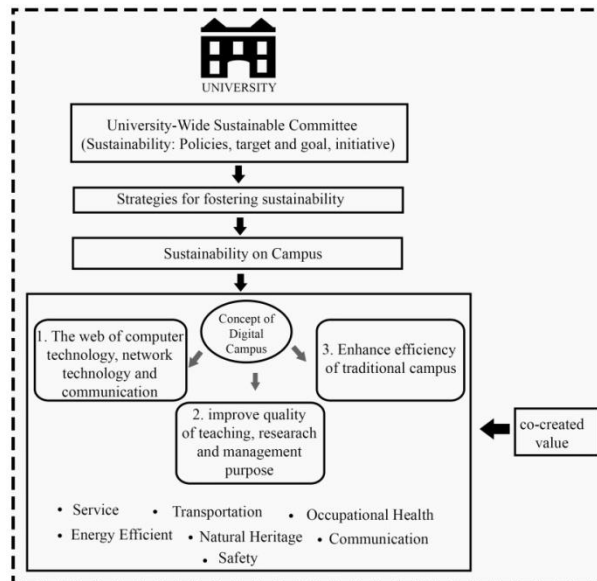 UNIVERSITY
University-Wide Sustainable Committee
(Sustainability: Policies, target and goal, initiative)
Strategies for fostering sustainability
Sustainability on Campus
Concept of
Digital
Campus
1. The web of computer
technology, network
technology and
communication
2. improve quality
of teaching, researach
and management
purpose
3. Enhance efficiency
of traditional campus
co-created
value
• Service • Transportation • Occupational Health
• Energy Efficient • Natural Heritage • Communication
• Safety